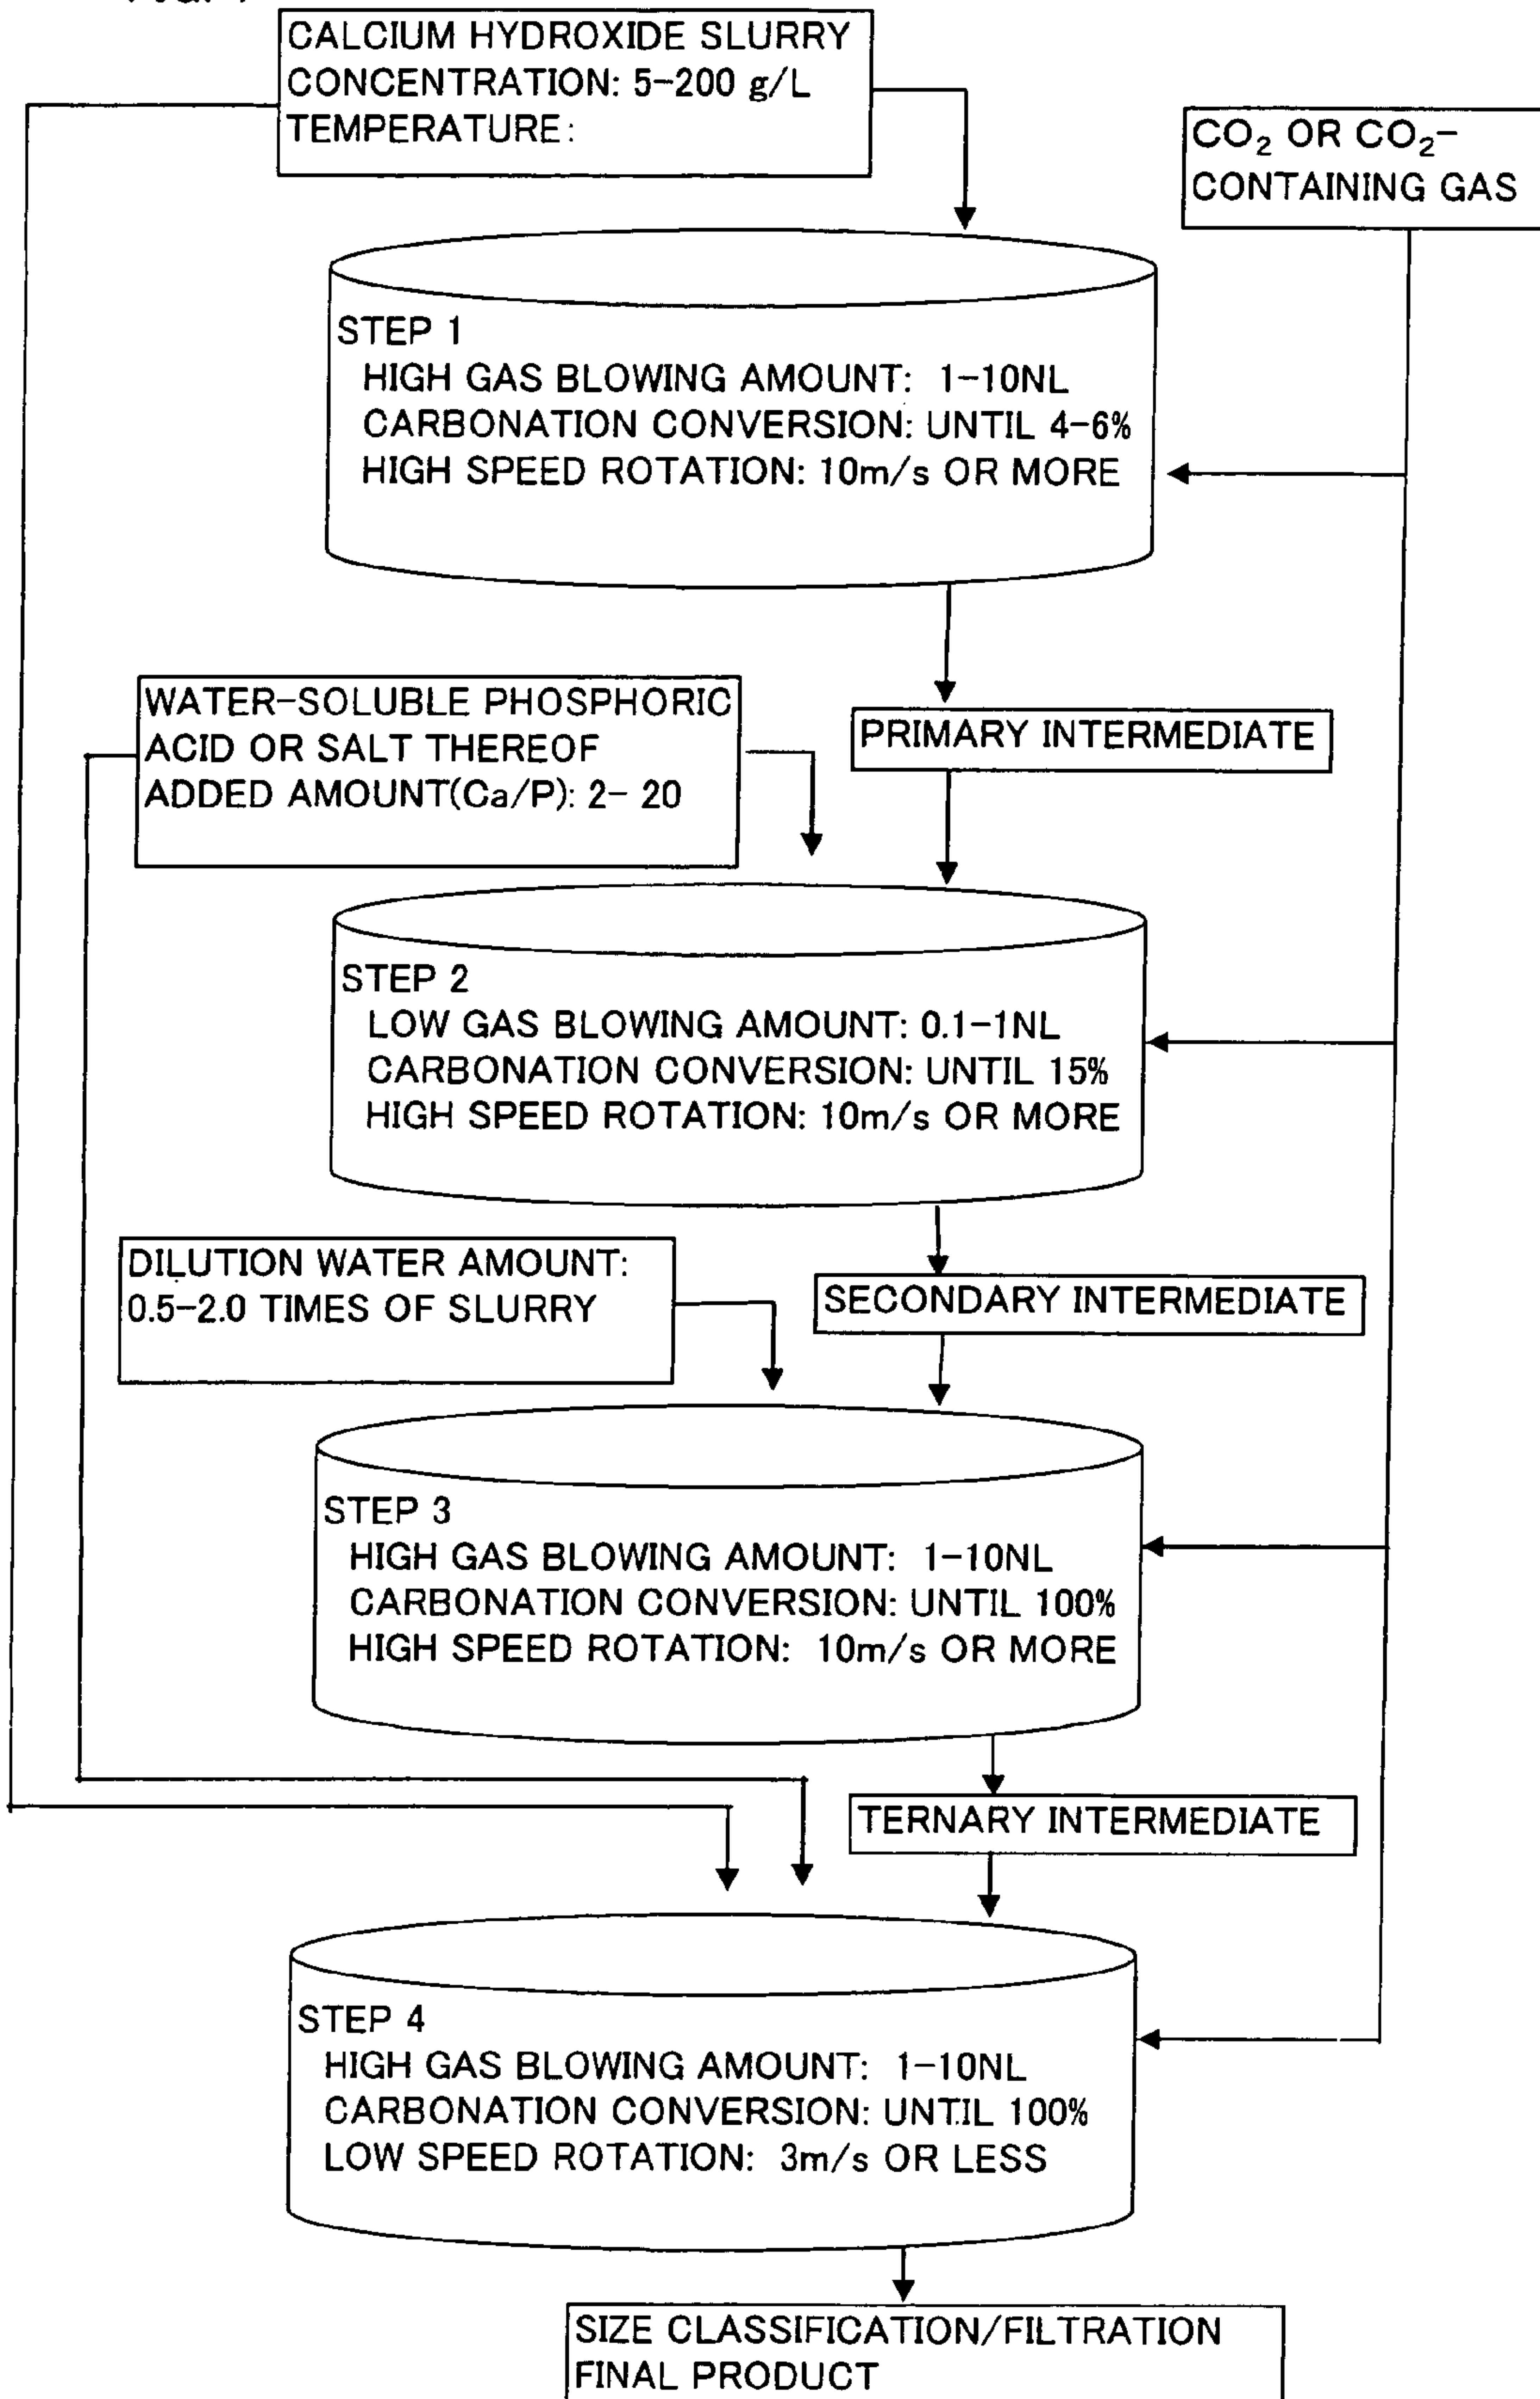 CALCIUM HYDROXIDE SLURRY
CONCENTRATION: 5-200 g/L
TEMPERATURE:
CO₂ OR CO₂-
CONTAINING GAS
STEP 1
HIGH GAS BLOWING AMOUNT: 1-10NL
CARBONATION CONVERSION: UNTIL 4-6%
HIGH SPEED ROTATION: 10m/s OR MORE
WATER-SOLUBLE PHOSPHORIC
ACID OR SALT THEREOF
ADDED AMOUNT(Ca/P): 2- 20
PRIMARY INTERMEDIATE
STEP 2
LOW GAS BLOWING AMOUNT: 0.1-1NL
CARBONATION CONVERSION: UNTIL 15%
HIGH SPEED ROTATION: 10m/s OR MORE
DILUTION WATER AMOUNT:
0.5-2.0 TIMES OF SLURRY
SECONDARY INTERMEDIATE
STEP 3
HIGH GAS BLOWING AMOUNT: 1-10NL
CARBONATION CONVERSION: UNTIL 100%
HIGH SPEED ROTATION: 10m/s OR MORE
TERNARY INTERMEDIATE
STEP 4
HIGH GAS BLOWING AMOUNT: 1-10NL
CARBONATION CONVERSION: UNTIL 100%
LOW SPEED ROTATION: 3m/s OR LESS
SIZE CLASSIFICATION/FILTRATION
FINAL PRODUCT